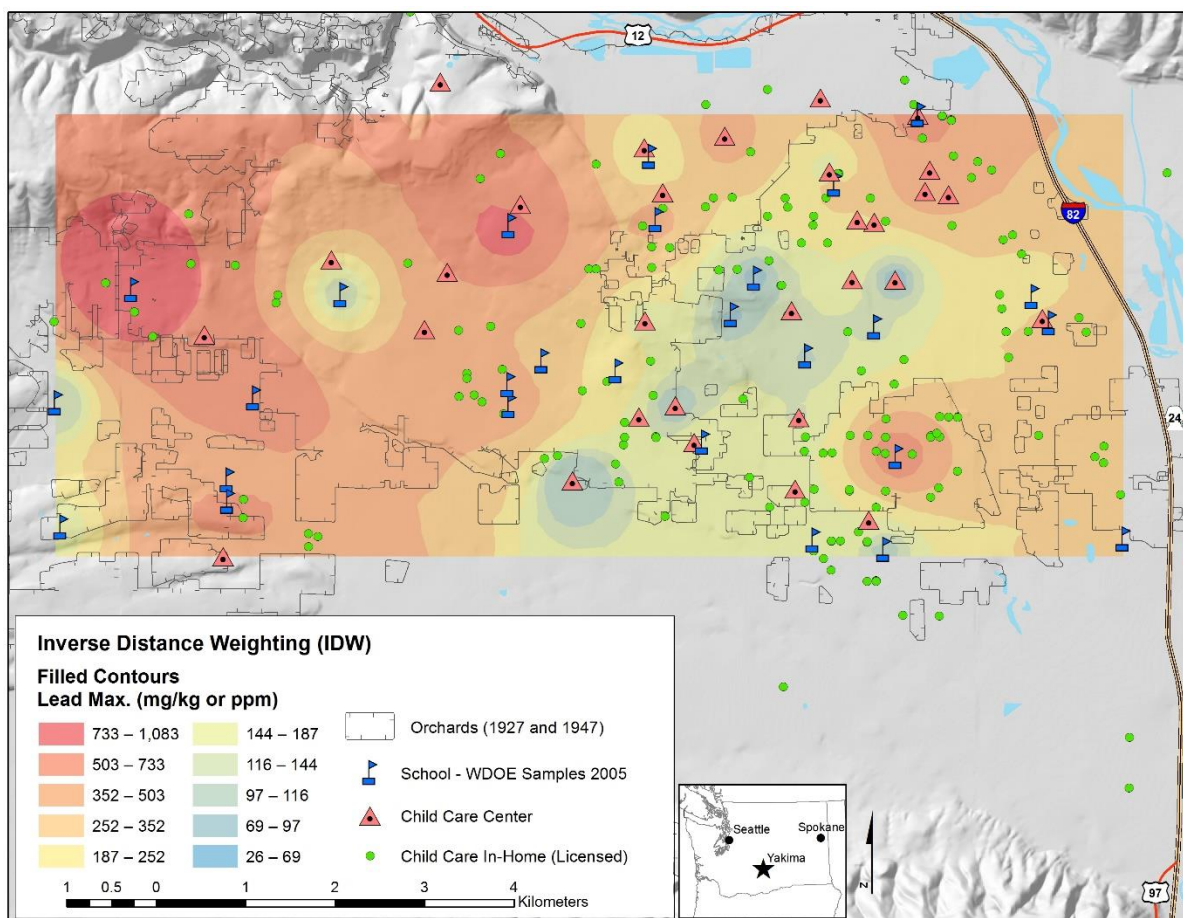 12
82
24
Inverse Distance Weighting (IDW)
Filled Contours
Lead Max. (mg/kg or ppm)
733 – 1,083
503 – 733
352 – 503
252 – 352
187 – 252
144 – 187
116 – 144
97 – 116
69 – 97
26 – 69
Orchards (1927 and 1947)
School - WDOE Samples 2005
Child Care Center
Child Care In-Home (Licensed)
1 0.5 0 1 2 3 4
Kilometers
Seattle
Spokane
Yakima
N
97